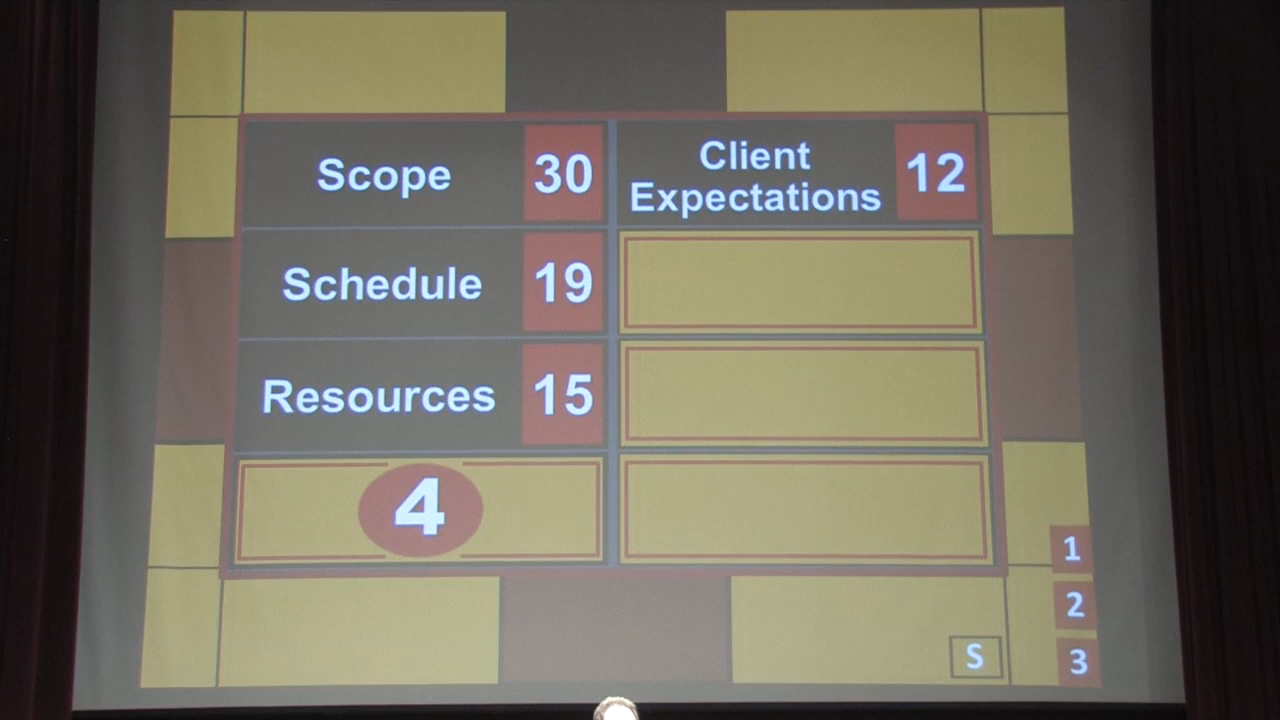 Scope 30
Schedule 19
Resources 15
4
Client
Expectations 12
1
2
S
3